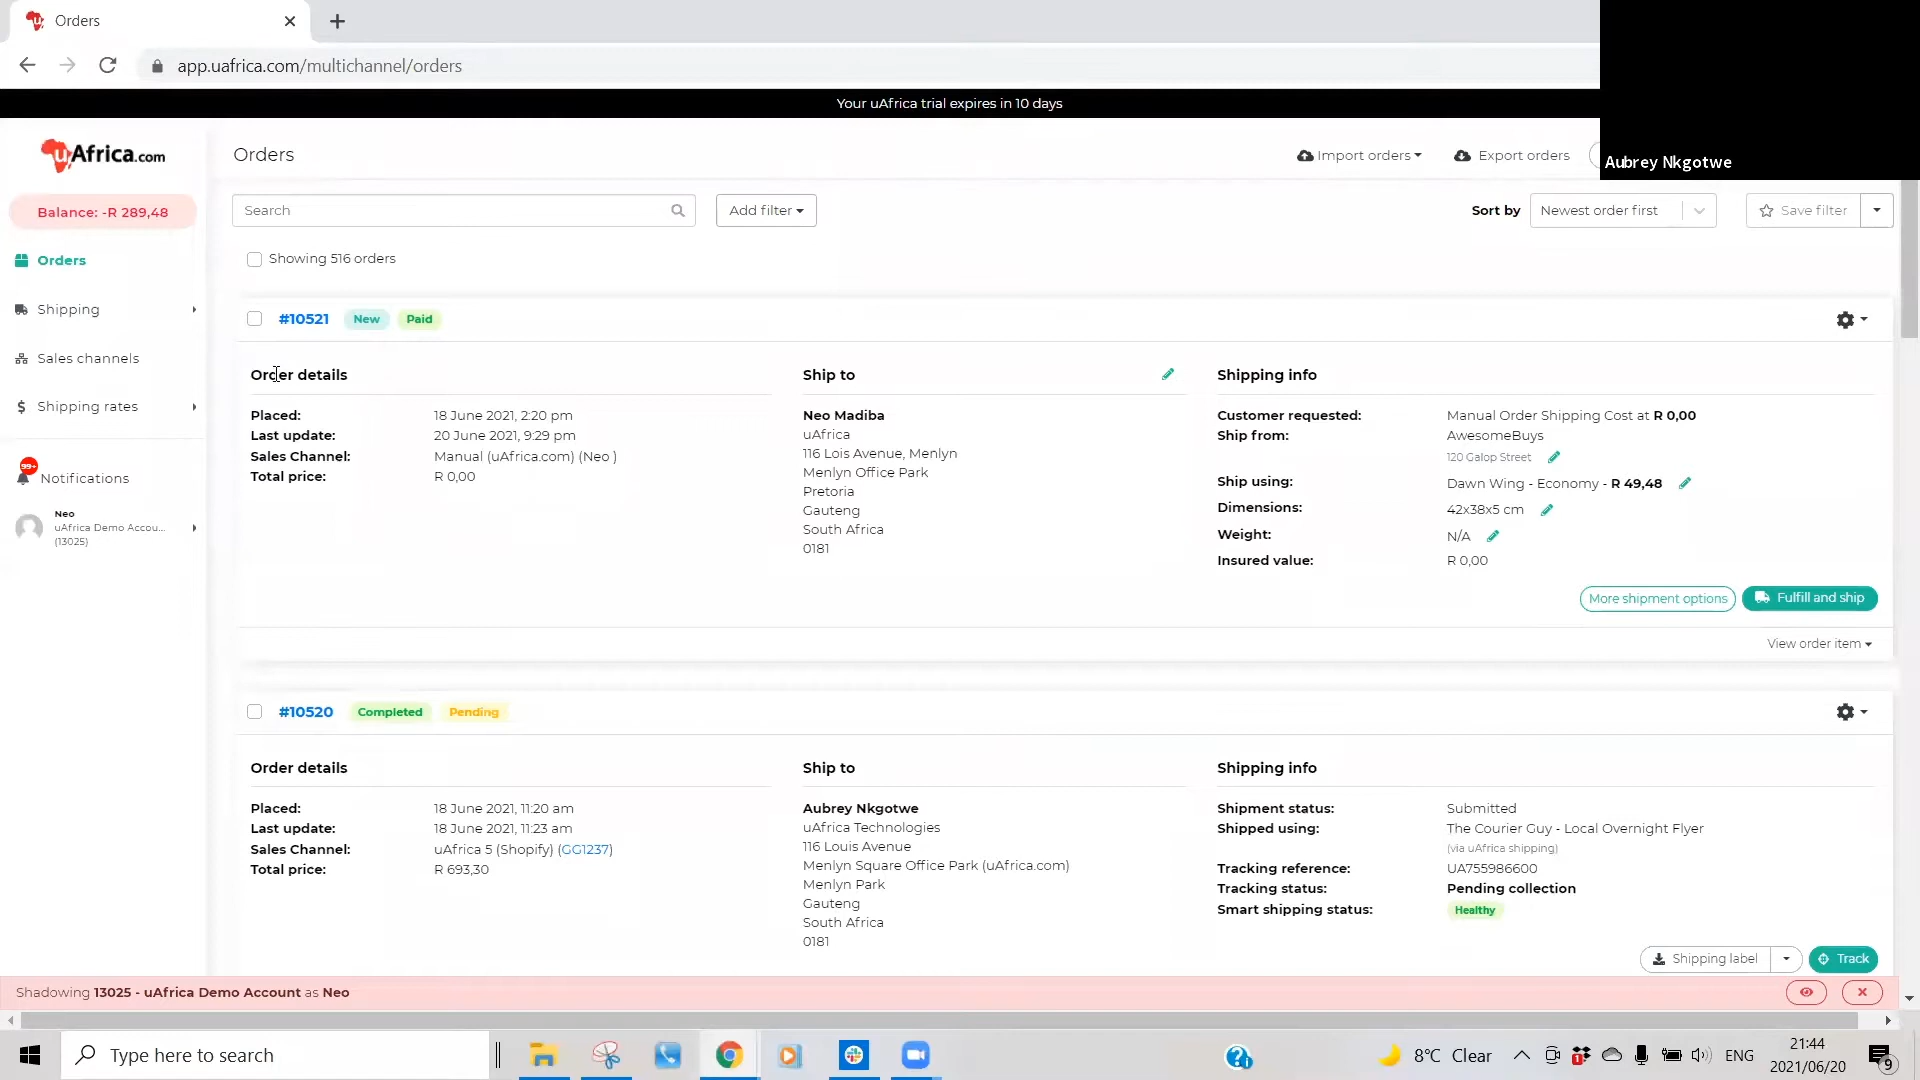 Orders
app.uafrica.com/multichannel/orders
Your uAfrica trial expires in 10 days
Aubrey Nkgotwe
uAfrica.com
Orders
Import orders
Export orders
Balance: -R 289,48
Search
Add filter
Sort by
Newest order first
Save filter
Orders
Shipping
Sales channels
Shipping rates
99+
Notifications
Neo
uAfrica Demo Accou...
(13025)
Showing 516 orders
#10521
New
Paid
Order details
Placed: 18 June 2021, 2:20 pm
Last update: 20 June 2021, 9:29 pm
Sales Channel: Manual (uAfrica.com) (Neo )
Total price: R 0,00
Ship to
Neo Madiba
uAfrica
116 Lois Avenue, Menlyn
Menlyn Office Park
Pretoria
Gauteng
South Africa
0181
Shipping info
Customer requested: Manual Order Shipping Cost at R 0,00
Ship from: AwesomeBuys
120 Galop Street
Ship using: Dawn Wing - Economy - R 49,48
Dimensions: 42x38x5 cm
Weight: N/A
Insured value: R 0,00
More shipment options
Fulfill and ship
View order item
#10520
Completed
Pending
Order details
Placed: 18 June 2021, 11:20 am
Last update: 18 June 2021, 11:23 am
Sales Channel: uAfrica 5 (Shopify) (GG1237)
Total price: R 693,30
Ship to
Aubrey Nkgotwe
uAfrica Technologies
116 Louis Avenue
Menlyn Square Office Park (uAfrica.com)
Menlyn Park
Gauteng
South Africa
0181
Shipping info
Shipment status: Submitted
Shipped using: The Courier Guy - Local Overnight Flyer
(via uAfrica shipping)
Tracking reference: UA755986600
Tracking status: Pending collection
Smart shipping status: Healthy
Shipping label
Track
Shadowing 13025 - uAfrica Demo Account as Neo
Type here to search
8°C Clear
1
ENG
21:44
2021/06/20
9